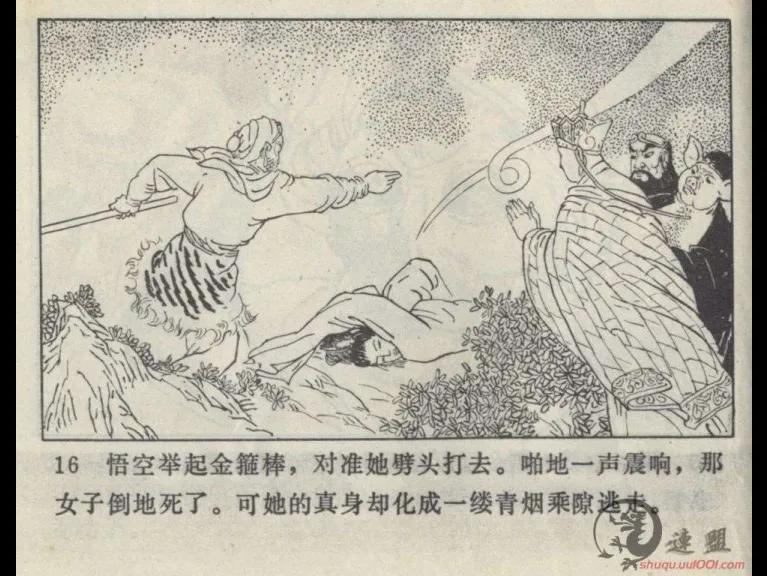 16 悟空举起金箍棒，对准她劈头打去。啪地一声震响，那
女子倒地死了。可她的真身却化成一缕青烟乘隙逃走。
連盟
shuqu.uu1001.com